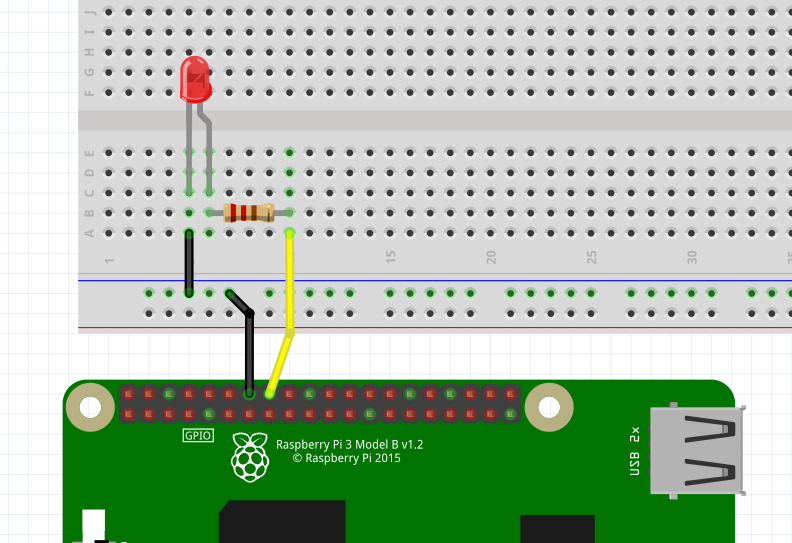 J
I
H
G
F
E
D
C
B
A
1 15 20 25 30
GPIO
Raspberry Pi 3 Model B v1.2
© Raspberry Pi 2015
USB 2x